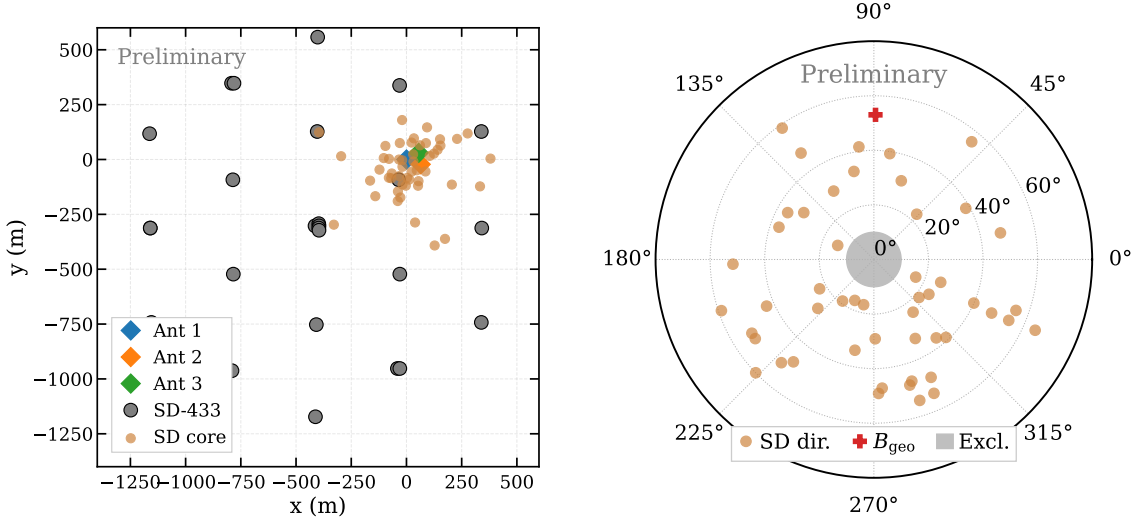 Preliminary
500
250
0
−250
−500
−750
−1000
−1250
y (m)
−1250
−1000
−750
−500
−250
0
250
500
x (m)
Ant 1
Ant 2
Ant 3
SD-433
SD core
90°
Preliminary
135°
45°
60°
40°
20°
0°
180°
0°
225°
315°
SD dir.
B_geo
Excl.
270°